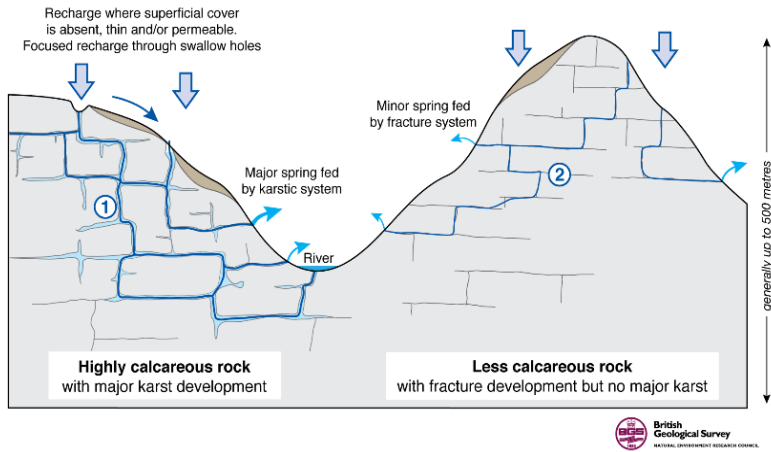 Recharge where superficial cover
is absent, thin and/or permeable.
Focused recharge through swallow holes
Minor spring fed
by fracture system
Major spring fed
by karstic system
1
2
River
generally up to 500 metres
Highly calcareous rock
with major karst development
Less calcareous rock
with fracture development but no major karst
BGS
British
Geological Survey
NATURAL ENVIRONMENT RESEARCH COUNCIL